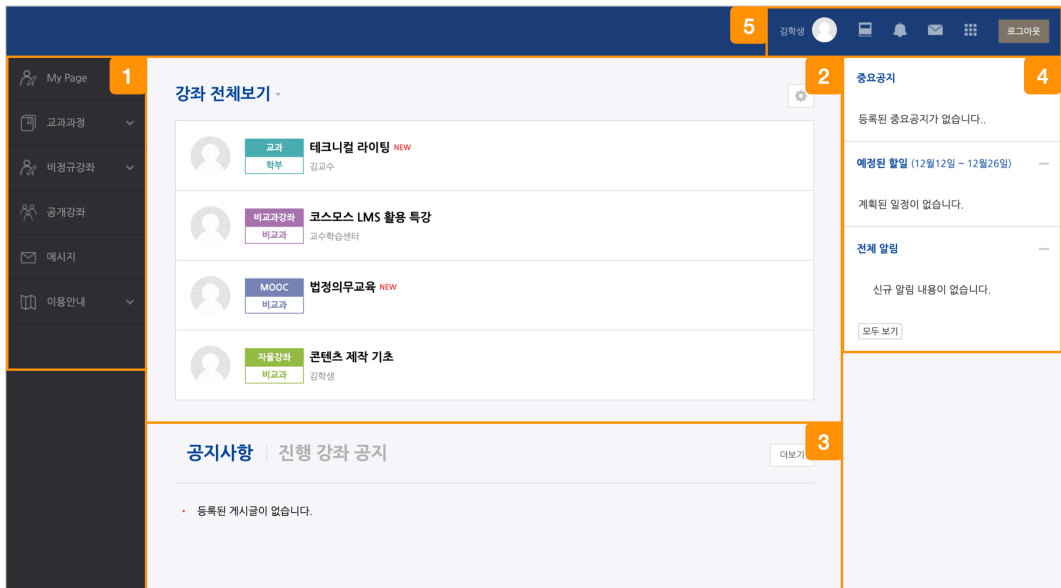 5
김학생
로그아웃
1
My Page
교과과정
비정규강좌
공개강좌
메시지
이용안내
2
강좌 전체보기
교과
학부
테크니컬 라이팅 NEW
김교수
비교과강좌
비교과
코스모스 LMS 활용 특강
교수학습센터
MOOC
비교과
법정의무교육 NEW
자율강좌
비교과
콘텐츠 제작 기초
김학생
3
공지사항
진행 강좌 공지
더보기
등록된 게시글이 없습니다.
4
중요공지
등록된 중요공지가 없습니다..
예정된 할일 (12월12일 ~ 12월26일)
계획된 일정이 없습니다.
전체 알림
신규 알림 내용이 없습니다.
모두 보기